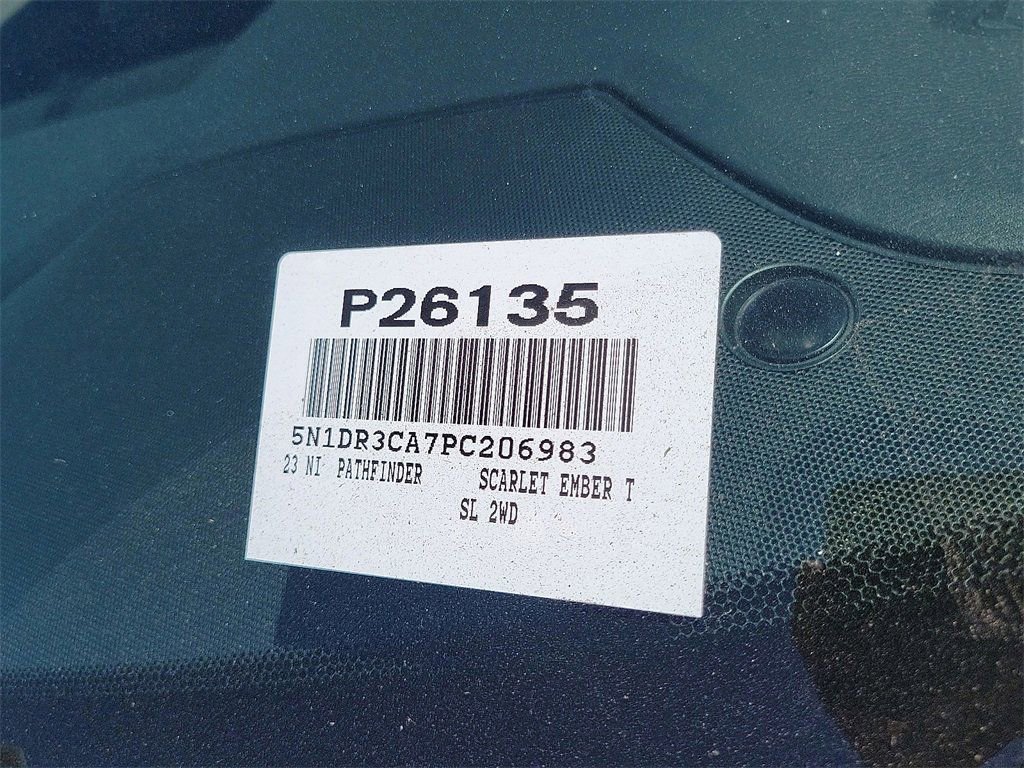 P26135
5N1DR3CA7PC206983
23 NI PATHFINDER SCARLET EMBER T
SL 2WD